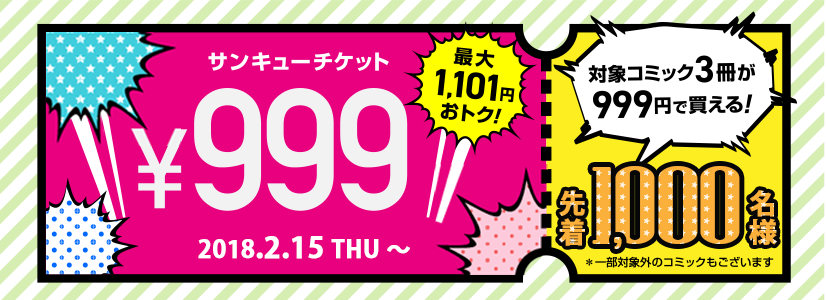 サンキューチケット
¥999
2018.2.15 THU ～
最大
1,101円
おトク!
対象コミック3冊が
999円で買える!
先着1,000名様
＊一部対象外のコミックもございます